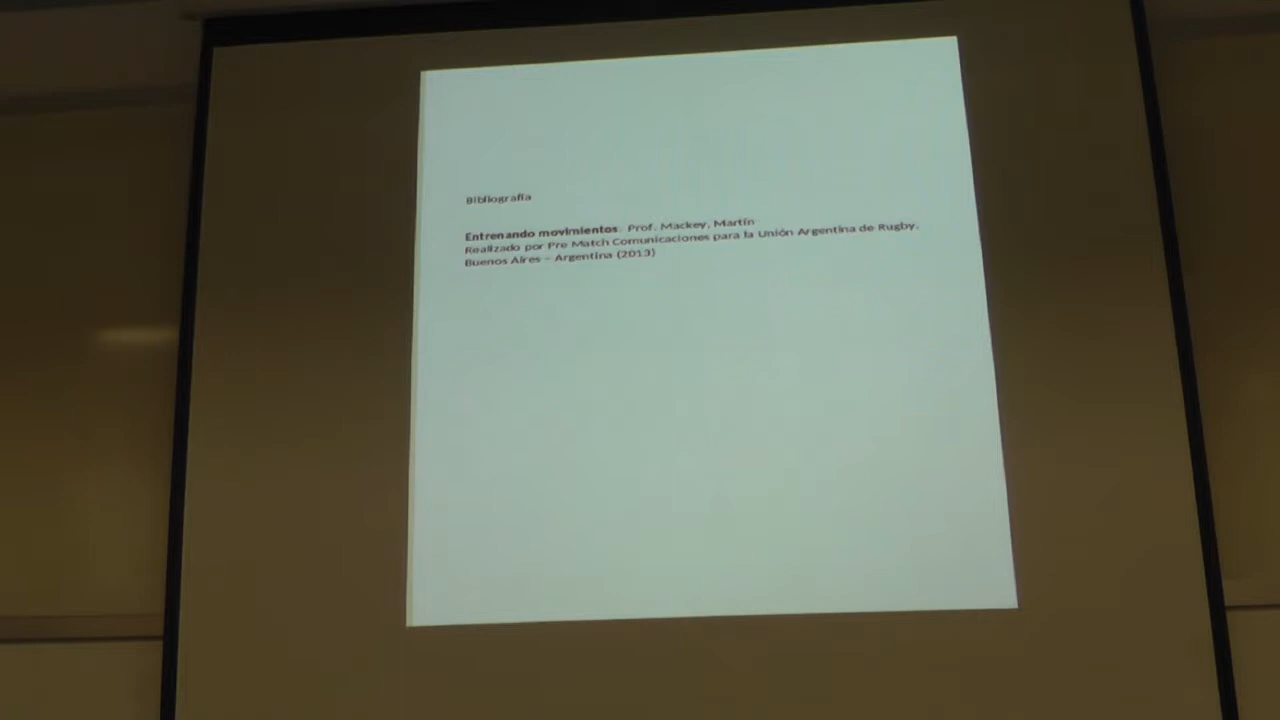 Bibliografía
Entrenando movimientos. Prof. Mackey, Martín
Realizado por Pre Match Comunicaciones para la Unión Argentina de Rugby.
Buenos Aires – Argentina (2013)